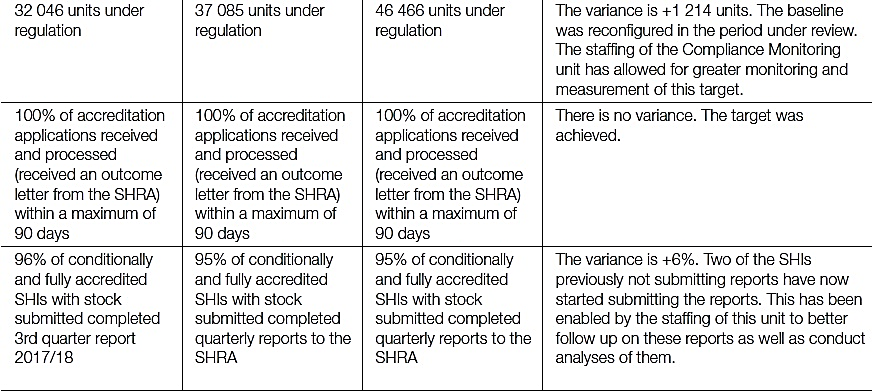 32 046 units under
regulation
37 085 units under
regulation
46 466 units under
regulation
The variance is +1 214 units. The baseline
was reconfigured in the period under review.
The staffing of the Compliance Monitoring
unit has allowed for greater monitoring and
measurement of this target.
100% of accreditation
applications received
and processed
(received an outcome
letter from the SHRA)
within a maximum of
90 days
100% of accreditation
applications received
and processed
(received an outcome
letter from the SHRA)
within a maximum of
90 days
100% of accreditation
applications received
and processed
(received an outcome
letter from the SHRA)
within a maximum of
90 days
There is no variance. The target was
achieved.
96% of conditionally
and fully accredited
SHIs with stock
submitted completed
3rd quarter report
2017/18
95% of conditionally
and fully accredited
SHIs with stock
submitted completed
quarterly reports to the
SHRA
95% of conditionally
and fully accredited
SHIs with stock
submitted completed
quarterly reports to the
SHRA
The variance is +6%. Two of the SHIs
previously not submitting reports have now
started submitting the reports. This has been
enabled by the staffing of this unit to better
follow up on these reports as well as conduct
analyses of them.